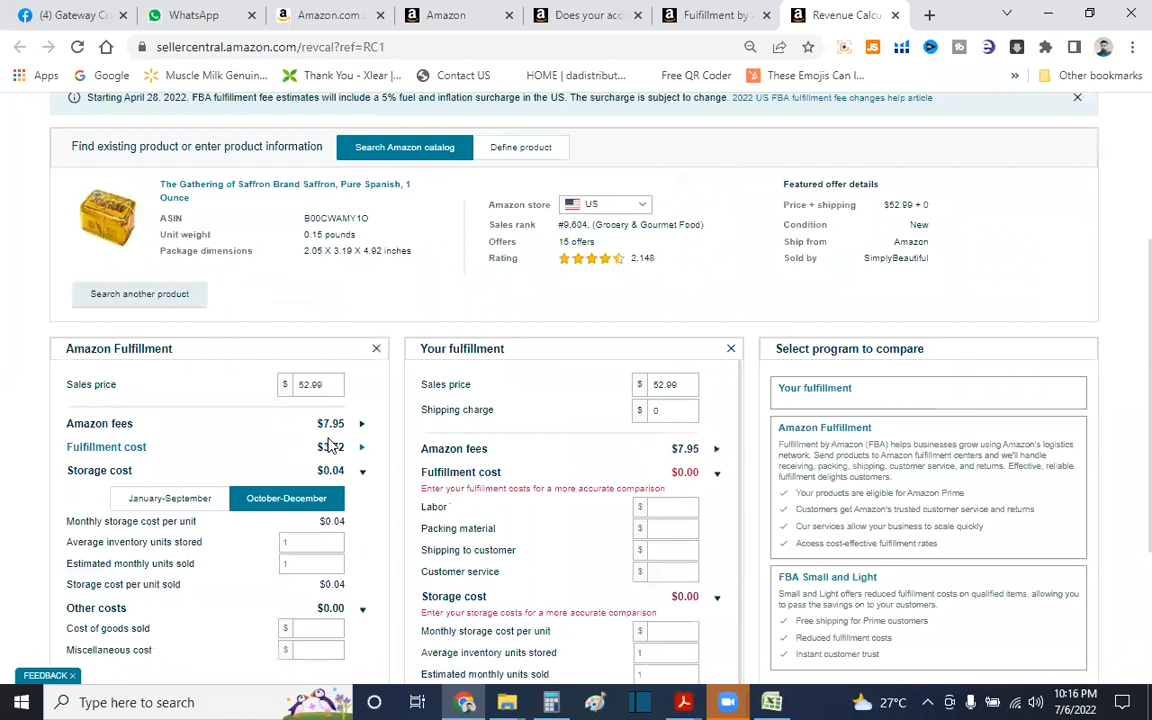 (4) Gateway C
WhatsApp
Amazon.com
Amazon
Does your acc
Fulfillment by
Revenue Calcu
sellercentral.amazon.com/revcal?ref=RC1
Apps
Google
Muscle Milk Genuin...
Thank You - Xlear |...
Contact US
HOME | dadistribut...
Free QR Coder
These Emojis Can I...
Other bookmarks
Starting April 28, 2022, FBA fulfillment fee estimates will include a 5% fuel and inflation surcharge in the US. The surcharge is subject to change. 2022 US FBA fulfillment fee changes help article
Find existing product or enter product information
Search Amazon catalog
Define product
The Gathering of Saffron Brand Saffron, Pure Spanish, 1
Ounce
ASIN B00CWAMY1O
Unit weight 0.15 pounds
Package dimensions 2.05 X 3.19 X 4.92 inches
Amazon store US
Sales rank #9,604, (Grocery & Gourmet Food)
Offers 15 offers
Rating 2,148
Featured offer details
Price + shipping $52.99 + 0
Condition New
Ship from Amazon
Sold by SimplyBeautiful
Search another product
Amazon Fulfillment
Sales price $ 52.99
Amazon fees $7.95
Fulfillment cost
Storage cost $0.04
January-September October-December
Monthly storage cost per unit $0.04
Average inventory units stored 1
Estimated monthly units sold 1
Storage cost per unit sold $0.04
Other costs $0.00
Cost of goods sold $
Miscellaneous cost $
Your fulfillment
Sales price $ 52.99
Shipping charge $ 0
Amazon fees $7.95
Fulfillment cost $0.00
Enter your fulfillment costs for a more accurate comparison
Labor $
Packing material $
Shipping to customer $
Customer service $
Storage cost $0.00
Enter your storage costs for a more accurate comparison
Monthly storage cost per unit $
Average inventory units stored 1
Estimated monthly units sold 1
Select program to compare
Your fulfillment
Amazon Fulfillment
Fulfillment by Amazon (FBA) helps businesses grow using Amazon's logistics
network. Send products to Amazon fulfillment centers and we'll handle
receiving, packing, shipping, customer service, and returns. Effective, reliable
fulfillment delights customers.
Your products are eligible for Amazon Prime
Customers get Amazon's trusted customer service and returns
Our services allow your business to scale quickly
Access cost-effective fulfillment rates
FBA Small and Light
Small and Light offers reduced fulfillment costs on qualified items, allowing you
to pass the savings on to your customers.
Free shipping for Prime customers
Reduced fulfillment costs
Instant customer trust
FEEDBACK
Type here to search
27°C
10:16 PM
7/6/2022